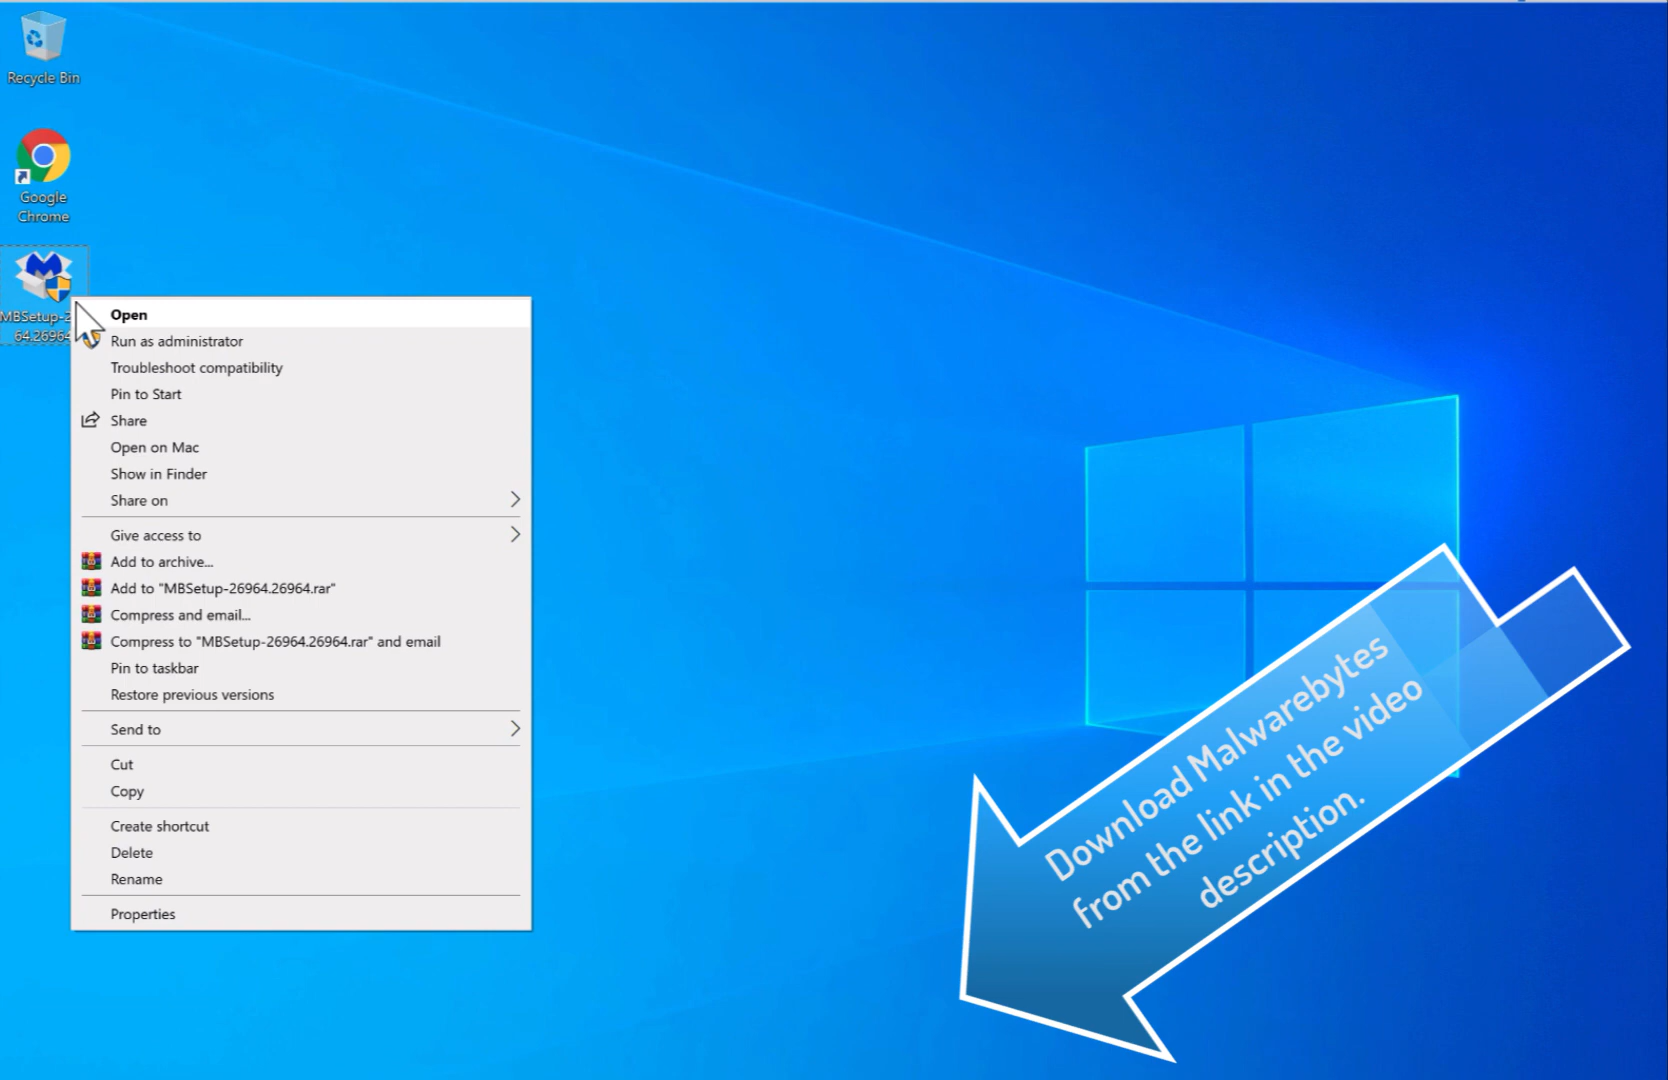 Recycle Bin
Google
Chrome
MBSetup-2
64.26964
Open
Run as administrator
Troubleshoot compatibility
Pin to Start
Share
Open on Mac
Show in Finder
Share on
Give access to
Add to archive...
Add to "MBSetup-26964.26964.rar"
Compress and email...
Compress to "MBSetup-26964.26964.rar" and email
Pin to taskbar
Restore previous versions
Send to
Cut
Copy
Create shortcut
Delete
Rename
Properties
Download Malwarebytes
from the link in the video
description.